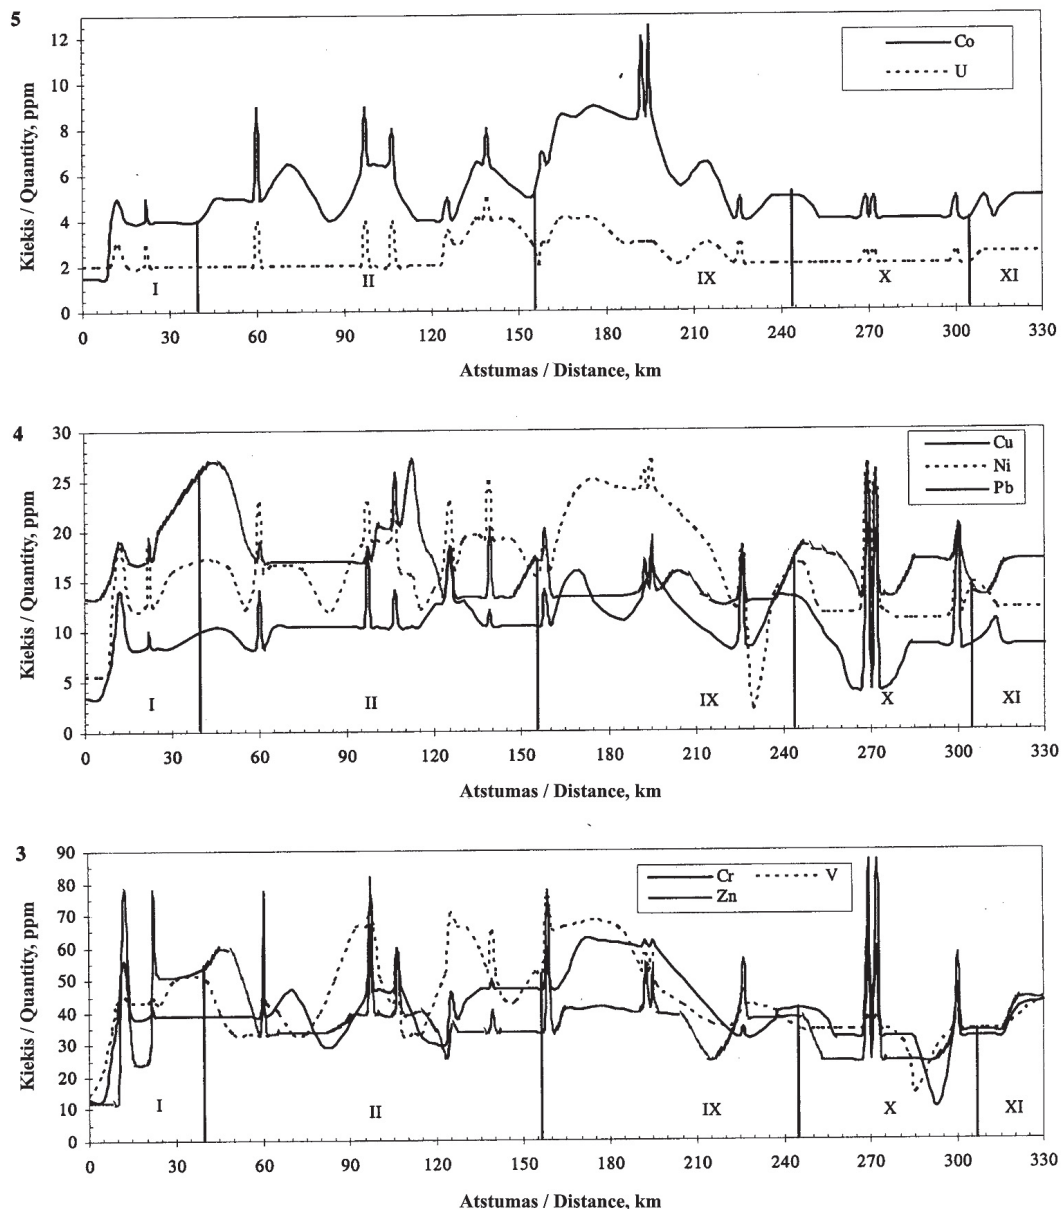 5
12
10
8
6
4
2
0
Kiekis / Quantity, ppm
Co
U
I
II
IX
X
XI
0 30 60 90 120 150 180 210 240 270 300 330
Atstumas / Distance, km
4
30
25
20
15
10
5
0
Kiekis / Quantity, ppm
Cu
Ni
Pb
I
II
IX
X
XI
0 30 60 90 120 150 180 210 240 270 300 330
Atstumas / Distance, km
3
90
80
70
60
50
40
30
20
10
0
Kiekis / Quantity, ppm
Cr V
Zn
I
II
IX
X
XI
0 30 60 90 120 150 180 210 240 270 300 330
Atstumas / Distance, km